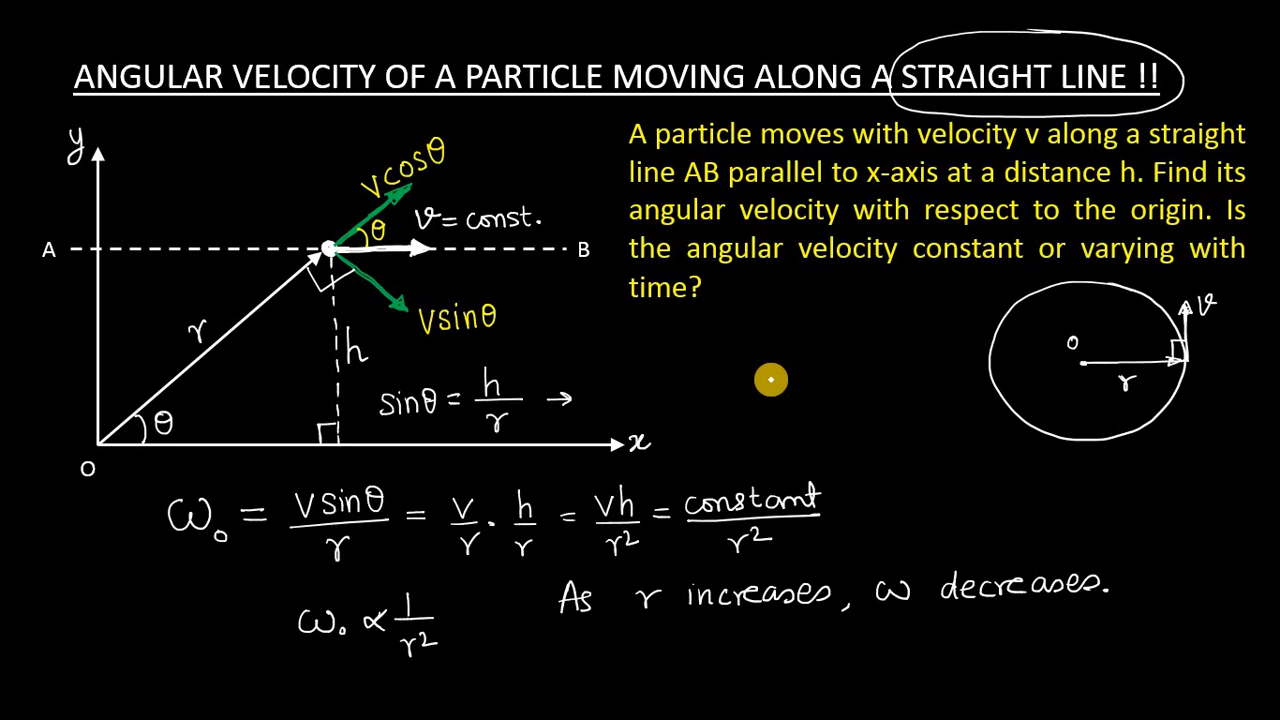 ANGULAR VELOCITY OF A PARTICLE MOVING ALONG A STRAIGHT LINE !!
A particle moves with velocity v along a straight
line AB parallel to x-axis at a distance h. Find its
angular velocity with respect to the origin. Is
the angular velocity constant or varying with
time?
y
vcosθ
θ
v = const.
A
B
vsinθ
r
h
sinθ = h/r →
θ
O
x
v
O
r
ω₀ = vsinθ/r = v/r · h/r = vh/r² = constant/r²
As r increases, ω decreases.
ω₀ ∝ 1/r²